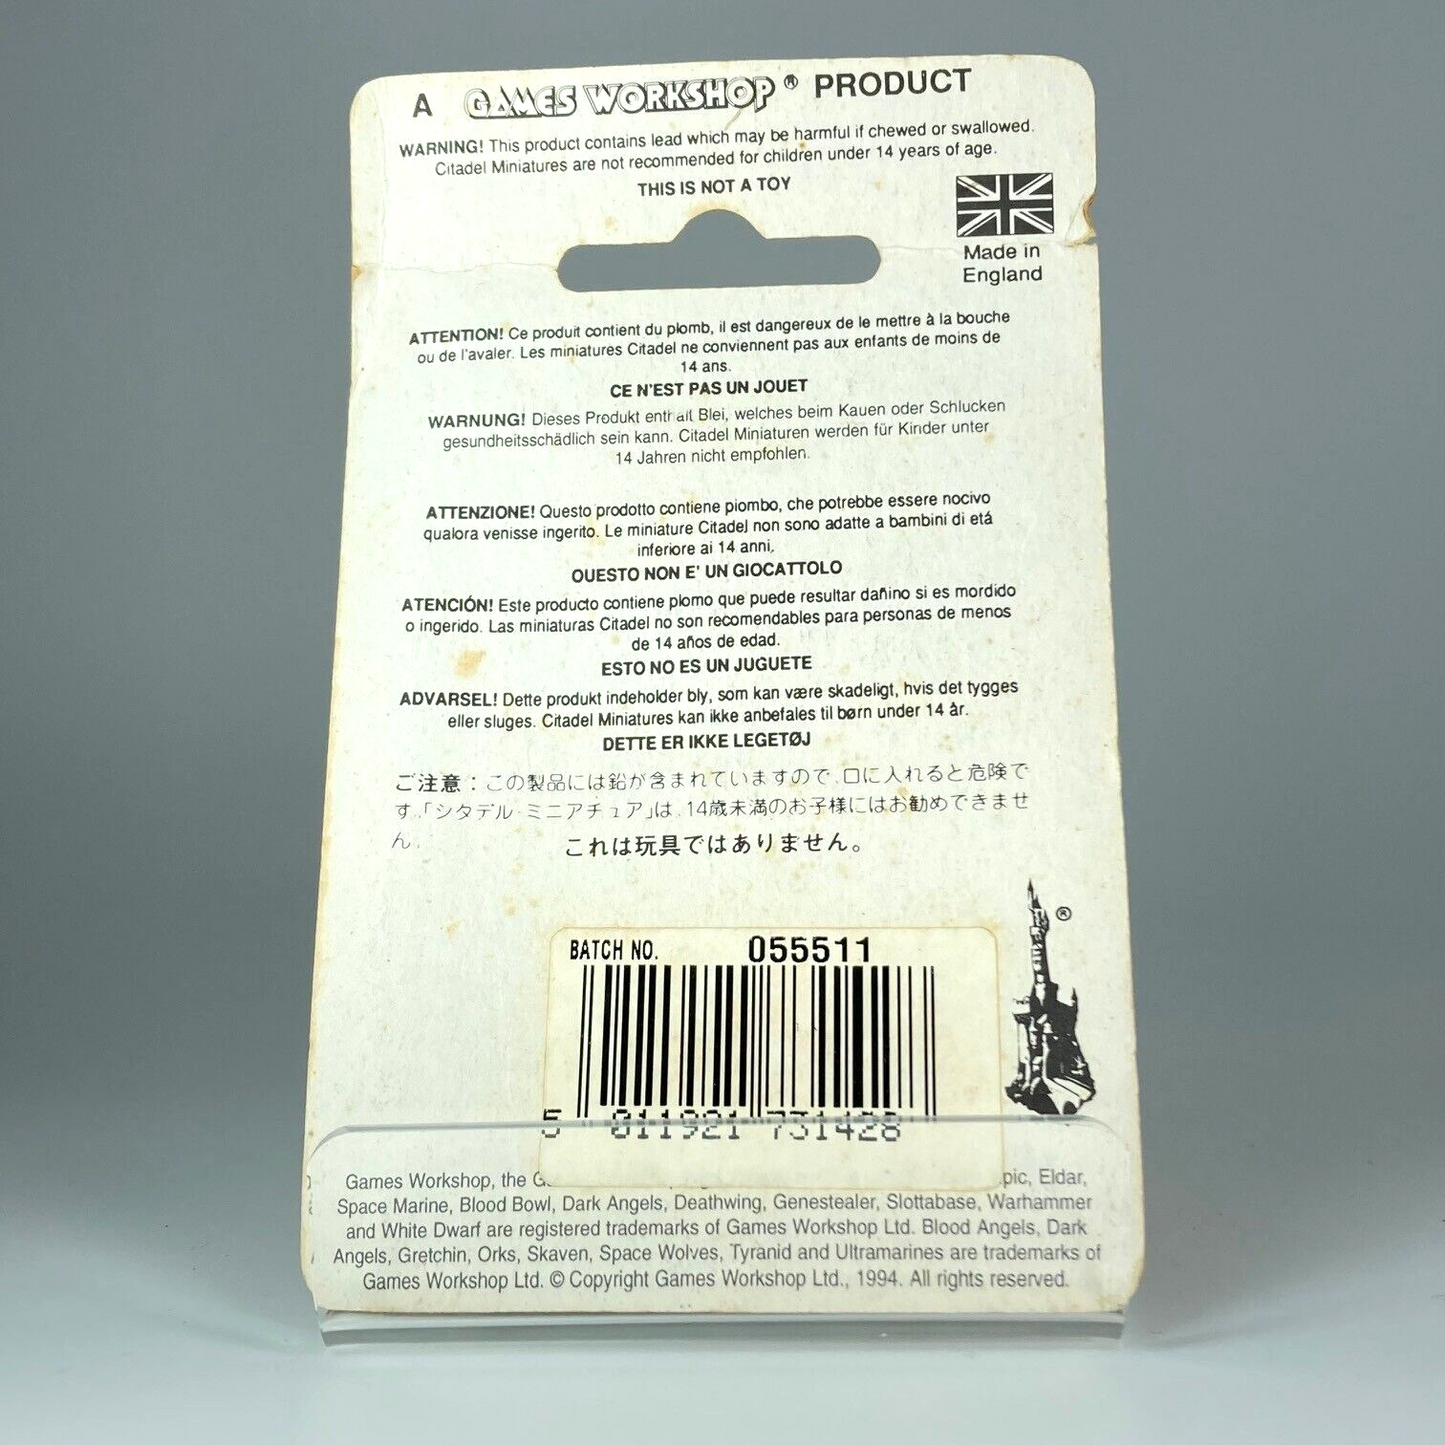 A GAMES WORKSHOP® PRODUCT
WARNING! This product contains lead which may be harmful if chewed or swallowed.
Citadel Miniatures are not recommended for children under 14 years of age.
THIS IS NOT A TOY
Made in
England
ATTENTION! Ce produit contient du plomb, il est dangereux de le mettre à la bouche
ou de l'avaler. Les miniatures Citadel ne conviennent pas aux enfants de moins de
14 ans.
CE N'EST PAS UN JOUET
WARNUNG! Dieses Produkt enthält Blei, welches beim Kauen oder Schlucken
gesundheitsschädlich sein kann. Citadel Miniaturen werden für Kinder unter
14 Jahren nicht empfohlen.
ATTENZIONE! Questo prodotto contiene piombo, che potrebbe essere nocivo
qualora venisse ingerito. Le miniature Citadel non sono adatte a bambini di etá
inferiore ai 14 anni.
QUESTO NON E' UN GIOCATTOLO
ATENCIÓN! Este producto contiene plomo que puede resultar dañino si es mordido
o ingerido. Las miniaturas Citadel no son recomendables para personas de menos
de 14 años de edad.
ESTO NO ES UN JUGUETE
ADVARSEL! Dette produkt indeholder bly, som kan være skadeligt, hvis det tygges
eller sluges. Citadel Miniatures kan ikke anbefales til børn under 14 år.
DETTE ER IKKE LEGETØJ
ご注意：この製品には鉛が含まれていますので、口に入れると危険で
す。「シタデル・ミニアチュア」は、14歳未満のお子様にはお勧めできませ
ん。
これは玩具ではありません。
®
BATCH NO. 055511
5 011921 731428
Games Workshop, the Eldar,
Space Marine, Blood Bowl, Dark Angels, Deathwing, Genestealer, Slottabase, Warhammer
and White Dwarf are registered trademarks of Games Workshop Ltd. Blood Angels, Dark
Angels, Gretchin, Orks, Skaven, Space Wolves, Tyranid and Ultramarines are trademarks of
Games Workshop Ltd. © Copyright Games Workshop Ltd., 1994. All rights reserved.